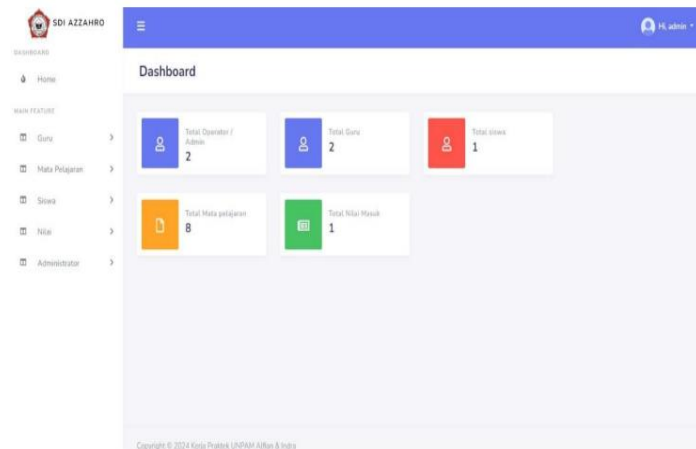 SDI AZZAHRO
Hi, admin
DASHBOARD
Home
Dashboard
MAIN FEATURE
Guru
Mata Pelajaran
Siswa
Nilai
Administrator
Total Operator /
Admin
2
Total Guru
2
Total siswa
1
Total Mata pelajaran
8
Total Nilai Masuk
1
Copyright © 2024 Kerja Praktek UNPAM Alfian & Indra